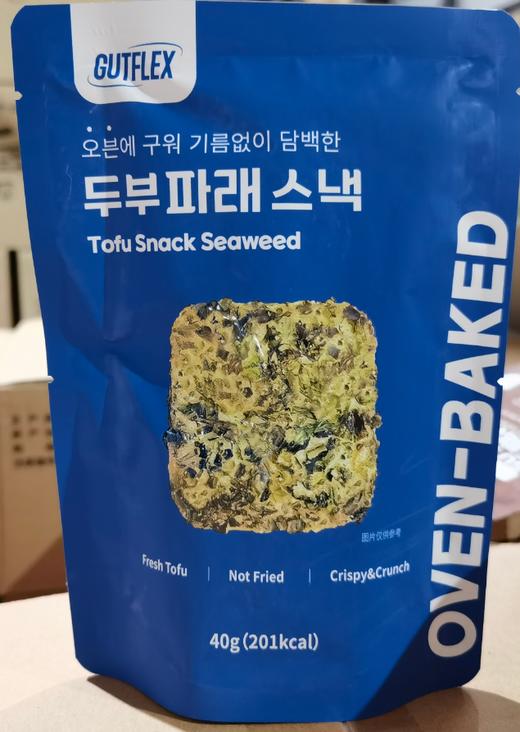 GUTFLEX
오븐에 구워 기름없이 담백한
두부파래 스낵
Tofu Snack Seaweed
OVEN-BAKED
图片仅供参考
Fresh Tofu | Not Fried | Crispy&Crunch
40g(201kcal)